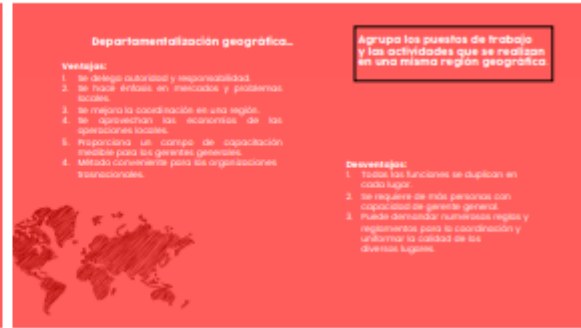 Departamentalización geográfica...
Ventajas:
1. Se delega autoridad y responsabilidad.
2. Se hace énfasis en mercados y problemas
locales.
3. Se mejora la coordinación en una región.
4. Se aprovechan las economías de las
operaciones locales.
5. Proporciona un campo de capacitación
medible para los gerentes generales.
4. Método conveniente para las organizaciones
trasnacionales.
Agrupa los puestos de trabajo
y las actividades que se realizan
en una misma región geográfica.
Desventajas:
1. Todas las funciones se duplican en
cada lugar.
2. Se requiere de más personas con
capacidad de gerente general.
3. Puede demandar numerosas reglas y
reglamentos para la coordinación y
uniformar la calidad de los
diversos lugares.